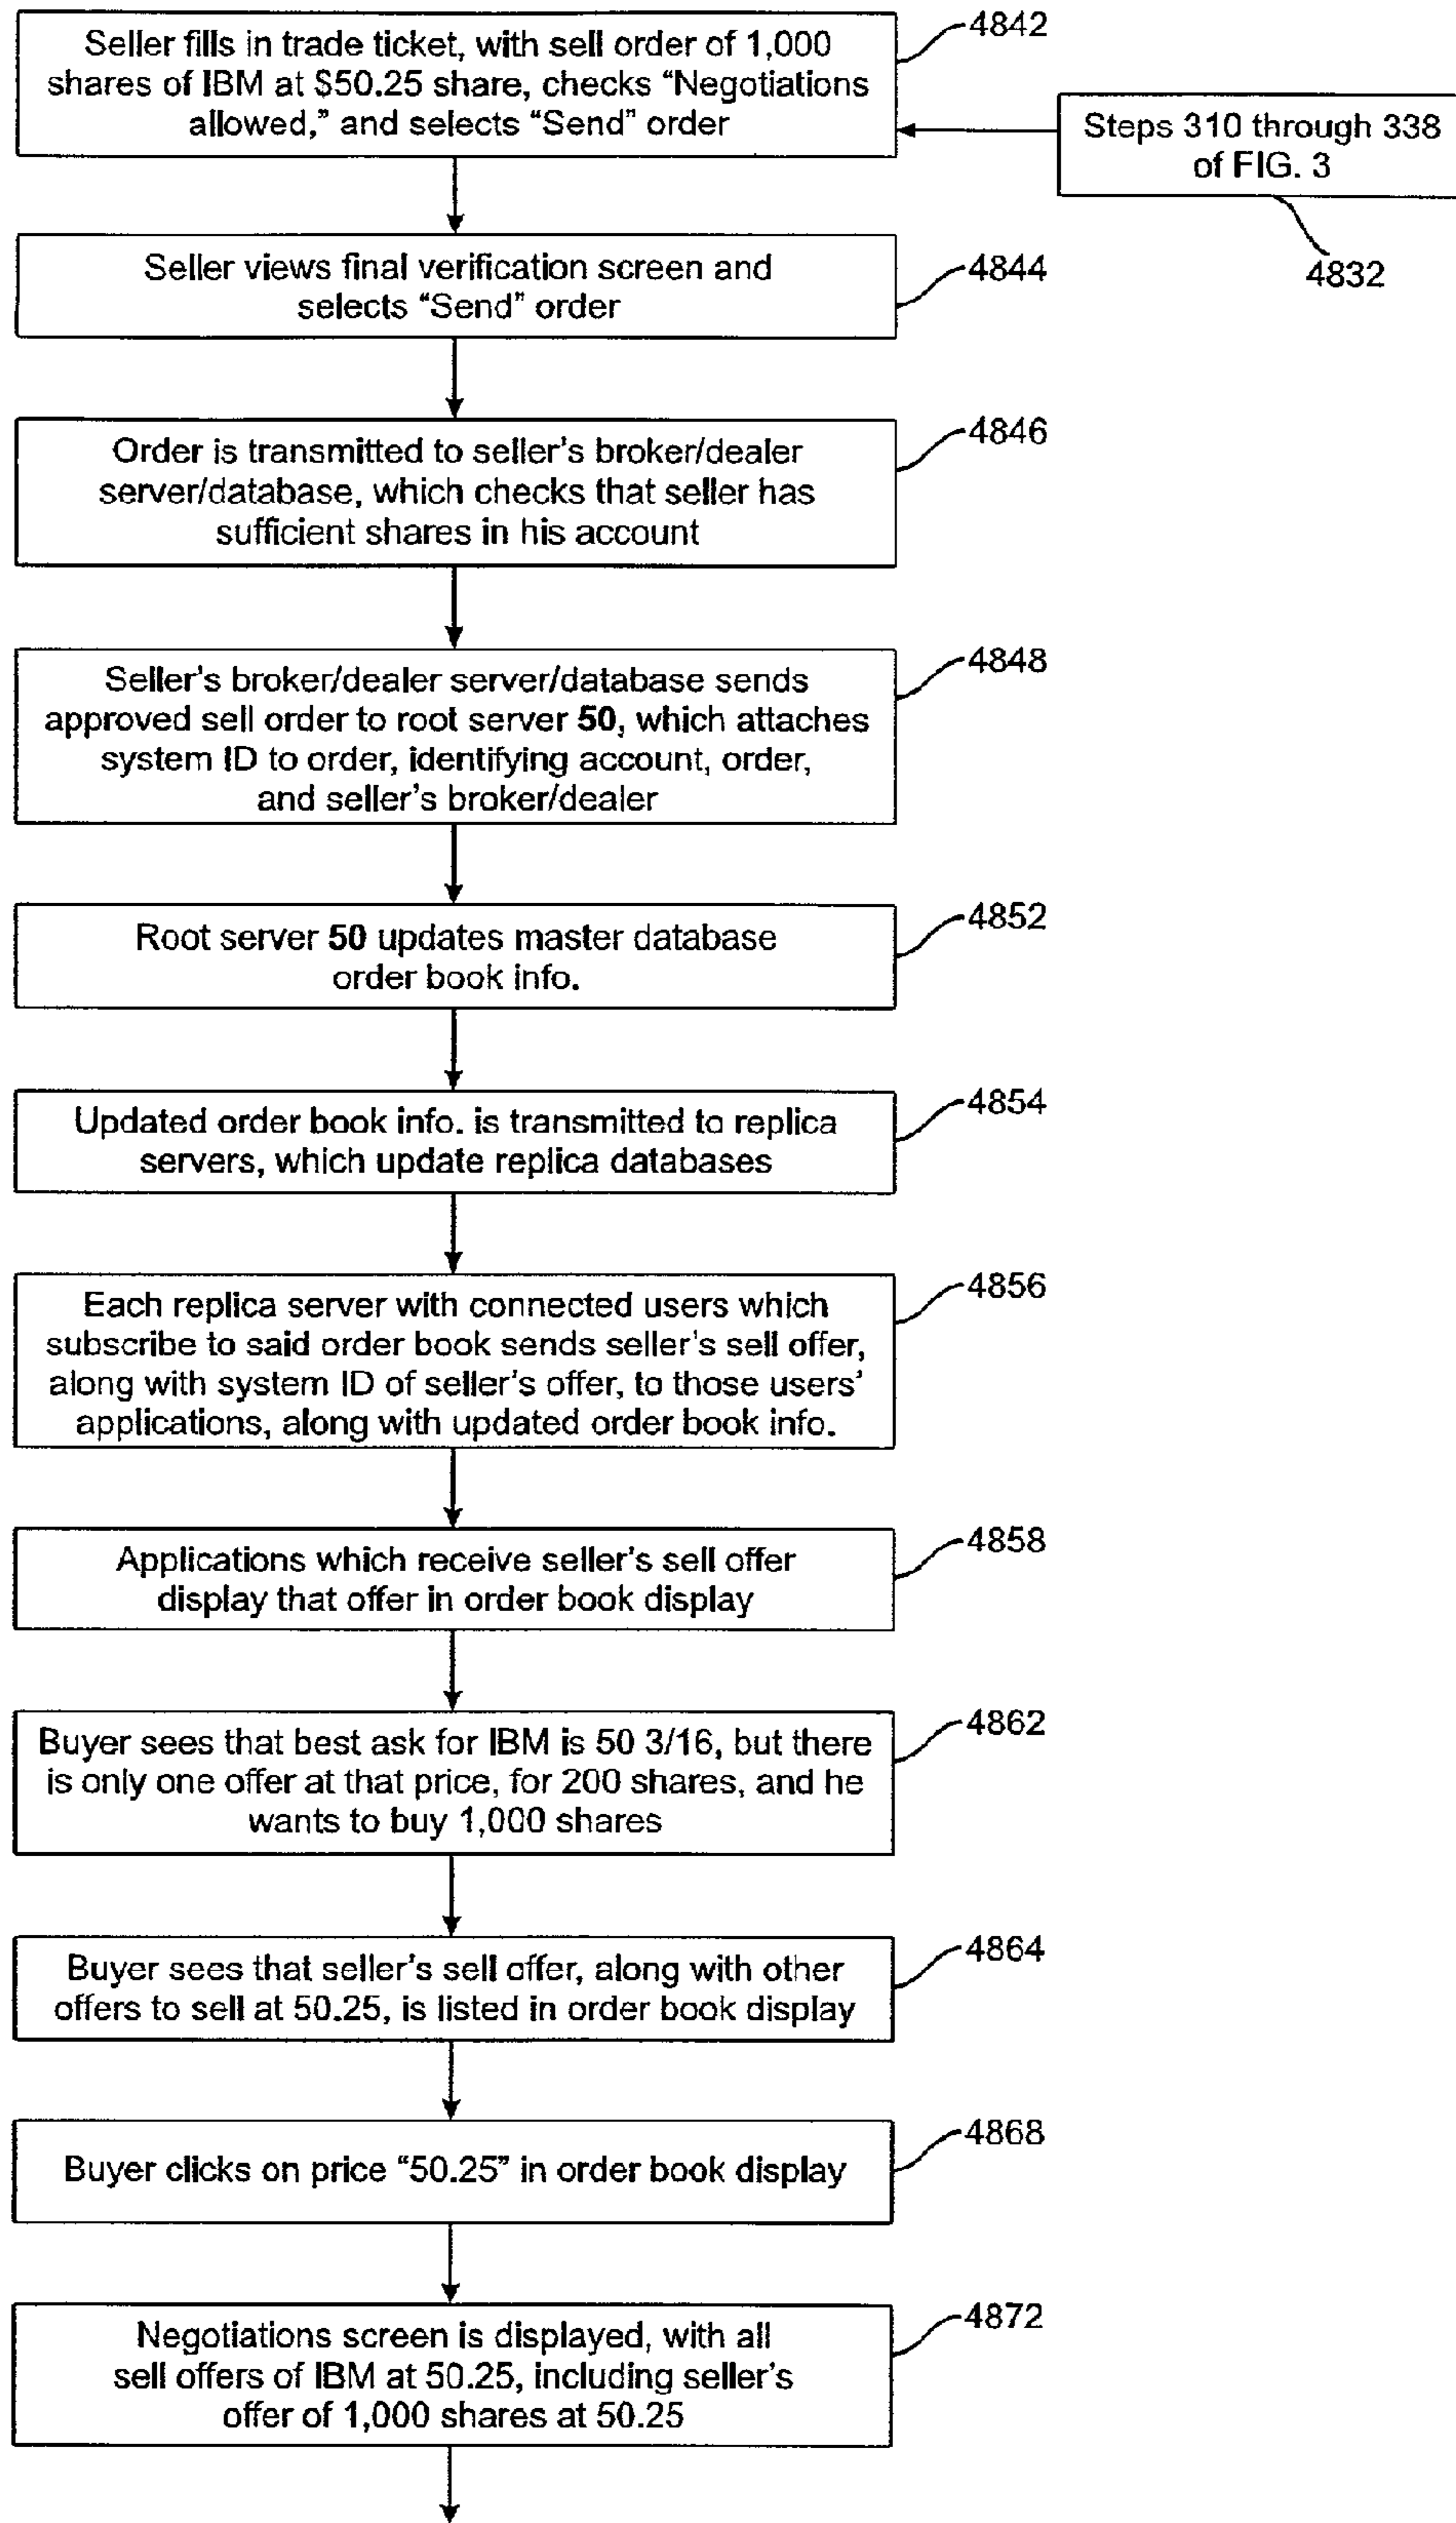 Seller fills in trade ticket, with sell order of 1,000
shares of IBM at $50.25 share, checks “Negotiations
allowed,” and selects “Send” order
4842
Steps 310 through 338
of FIG. 3
4832
Seller views final verification screen and
selects “Send” order
4844
Order is transmitted to seller’s broker/dealer
server/database, which checks that seller has
sufficient shares in his account
4846
Seller’s broker/dealer server/database sends
approved sell order to root server 50, which attaches
system ID to order, identifying account, order,
and seller’s broker/dealer
4848
Root server 50 updates master database
order book info.
4852
Updated order book info. is transmitted to replica
servers, which update replica databases
4854
Each replica server with connected users which
subscribe to said order book sends seller’s sell offer,
along with system ID of seller’s offer, to those users’
applications, along with updated order book info.
4856
Applications which receive seller’s sell offer
display that offer in order book display
4858
Buyer sees that best ask for IBM is 50 3/16, but there
is only one offer at that price, for 200 shares, and he
wants to buy 1,000 shares
4862
Buyer sees that seller’s sell offer, along with other
offers to sell at 50.25, is listed in order book display
4864
Buyer clicks on price “50.25” in order book display
4868
Negotiations screen is displayed, with all
sell offers of IBM at 50.25, including seller’s
offer of 1,000 shares at 50.25
4872